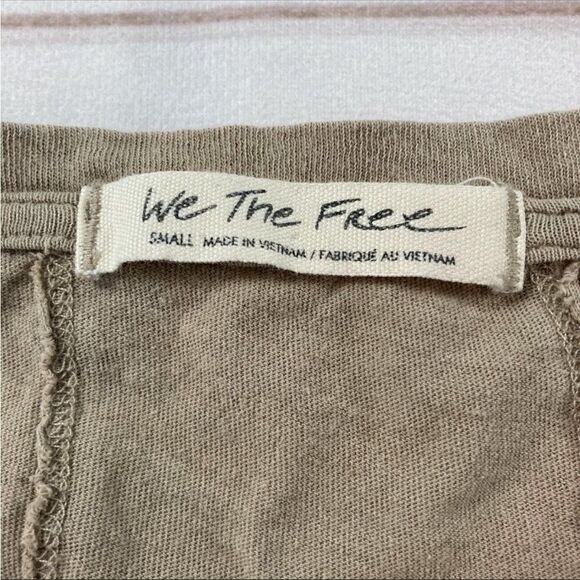 We The Free
SMALL MADE IN VIETNAM / FABRIQUÉ AU VIETNAM